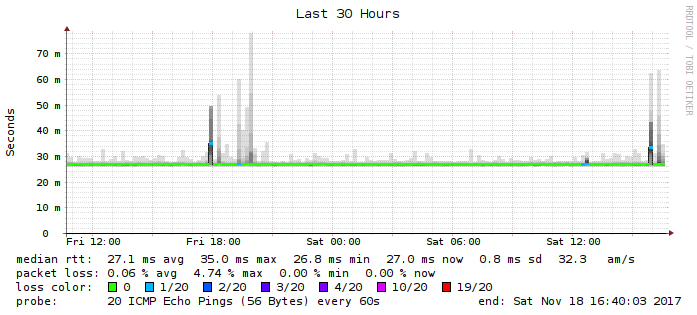 Last 30 Hours
RRDTOOL / TOBI OETIKER
Seconds
70 m
60 m
50 m
40 m
30 m
20 m
10 m
0
Fri 12:00 Fri 18:00 Sat 00:00 Sat 06:00 Sat 12:00
median rtt: 27.1 ms avg 35.0 ms max 26.8 ms min 27.0 ms now 0.8 ms sd 32.3 am/s
packet loss: 0.06 % avg 4.74 % max 0.00 % min 0.00 % now
loss color: 0 1/20 2/20 3/20 4/20 10/20 19/20
probe: 20 ICMP Echo Pings (56 Bytes) every 60s end: Sat Nov 18 16:40:03 2017